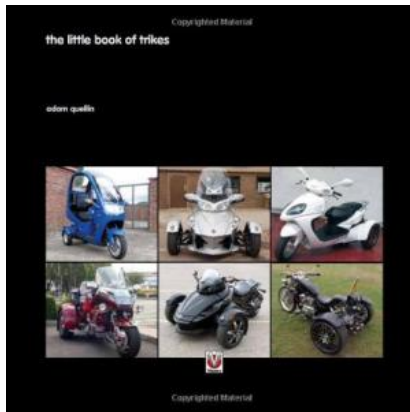 Copyrighted Material
the little book of trikes
adam quellin
Copyrighted Material